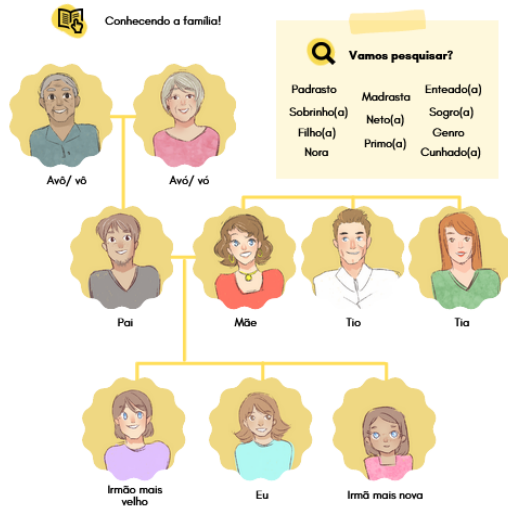 Conhecendo a família!
Vamos pesquisar?
Padrasto
Sobrinho(a)
Filho(a)
Nora
Madrasta
Neto(a)
Primo(a)
Enteado(a)
Sogro(a)
Genro
Cunhado(a)
Avô/ vô
Avó/ vó
Pai
Mãe
Tio
Tia
Irmão mais
velho
Eu
Irmã mais nova